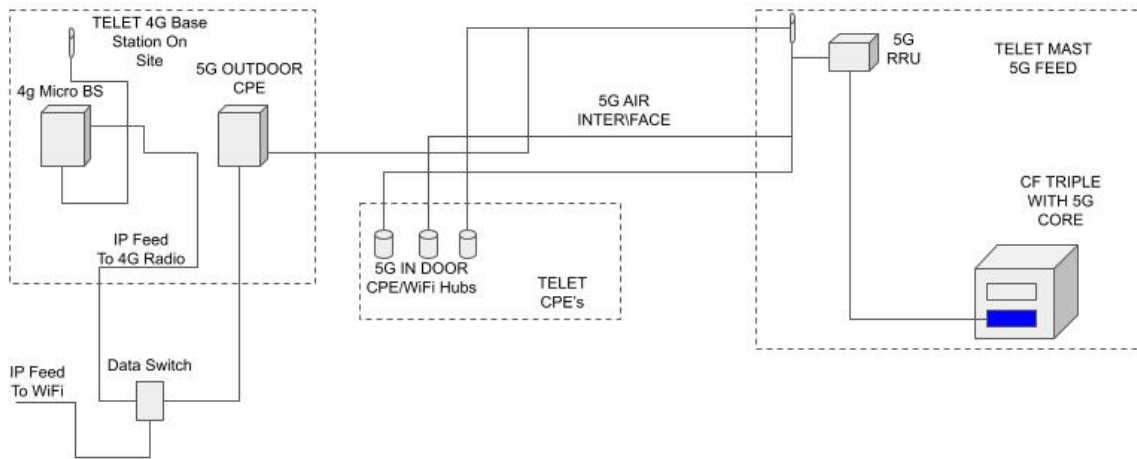 TELET 4G Base
Station On
Site
4g Micro BS
5G OUTDOOR
CPE
IP Feed
To 4G Radio
IP Feed
To WiFi
Data Switch
5G AIR
INTER\FACE
5G IN DOOR
CPE/WiFi Hubs
TELET
CPE's
5G
RRU
TELET MAST
5G FEED
CF TRIPLE
WITH 5G
CORE